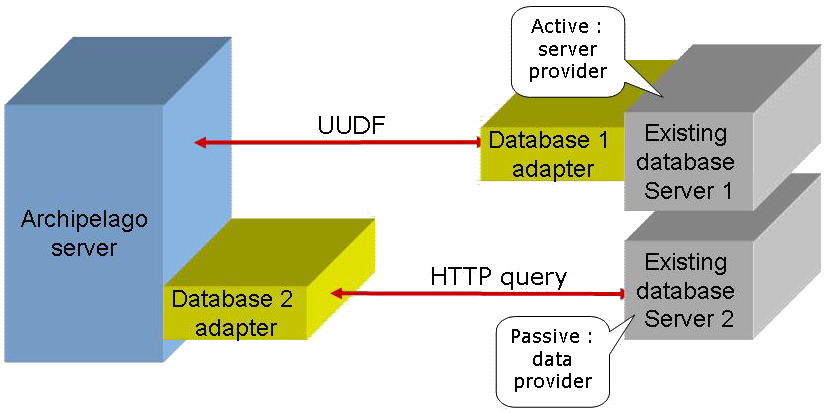 Active :
server
provider
UUDF
Database 1
adapter
Existing
database
Server 1
Archipelago
server
Database 2
adapter
HTTP query
Existing
database
Server 2
Passive :
data
provider